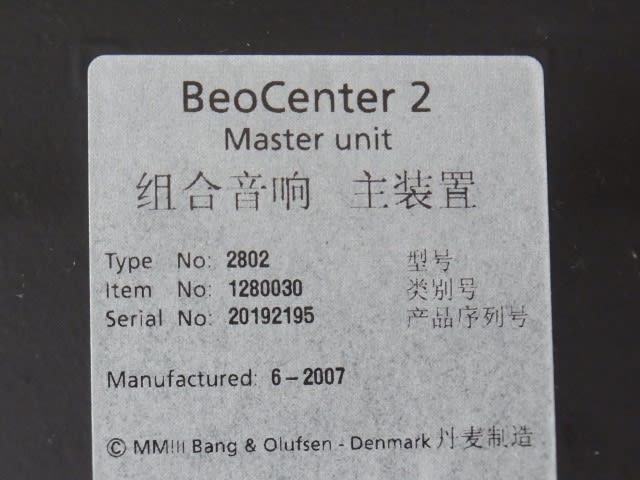 BeoCenter 2
Master unit
组合音响 主装置
Type No: 2802 型号
Item No: 1280030 类别号
Serial No: 20192195 产品序列号
Manufactured: 6-2007
© MMIII Bang & Olufsen - Denmark 丹麦制造